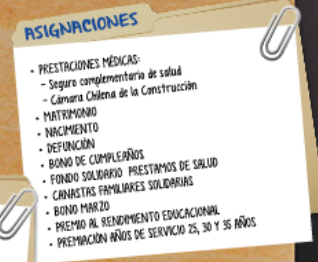 ASIGNACIONES
• PRESTACIONES MÉDICAS:
- Seguro complementario de salud
- Cámara Chilena de la Construcción
• MATRIMONIO
• NACIMIENTO
• DEFUNCIÓN
• BONO DE CUMPLEAÑOS
• FONDO SOLIDARIO PRESTAMOS DE SALUD
• CANASTAS FAMILIARES SOLIDARIAS
• BONO MARZO
• PREMIO AL RENDIMIENTO EDUCACIONAL
• PREMIACIÓN AÑOS DE SERVICIO 25, 30 Y 35 AÑOS